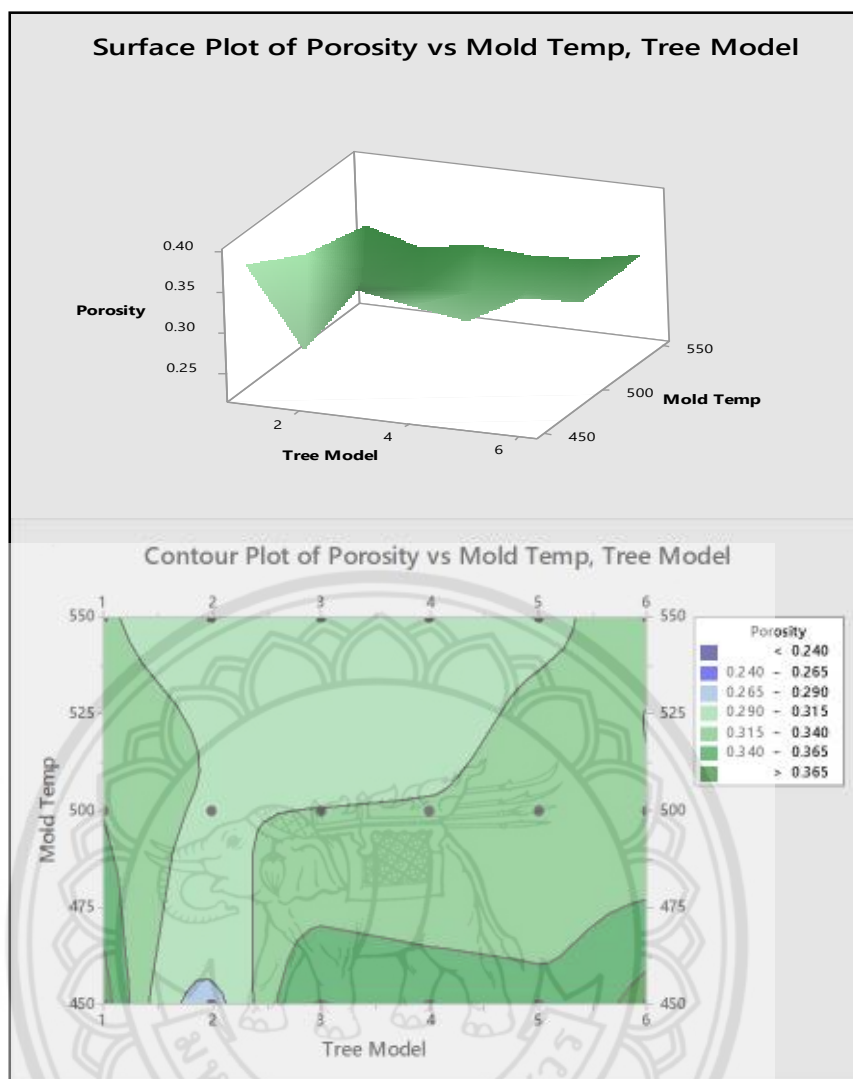 Surface Plot of Porosity vs Mold Temp, Tree Model
0.40
0.35
Porosity
0.30
0.25
550
500
Mold Temp
450
2
4
6
Tree Model
Contour Plot of Porosity vs Mold Temp, Tree Model
1 2 3 4 5 6
550 550
Porosity
< 0.240
0.240 – 0.265
0.265 – 0.290
0.290 – 0.315
0.315 – 0.340
0.340 – 0.365
> 0.365
525 525
Mold Temp
500 500
475 475
450 450
1 2 3 4 5 6
Tree Model